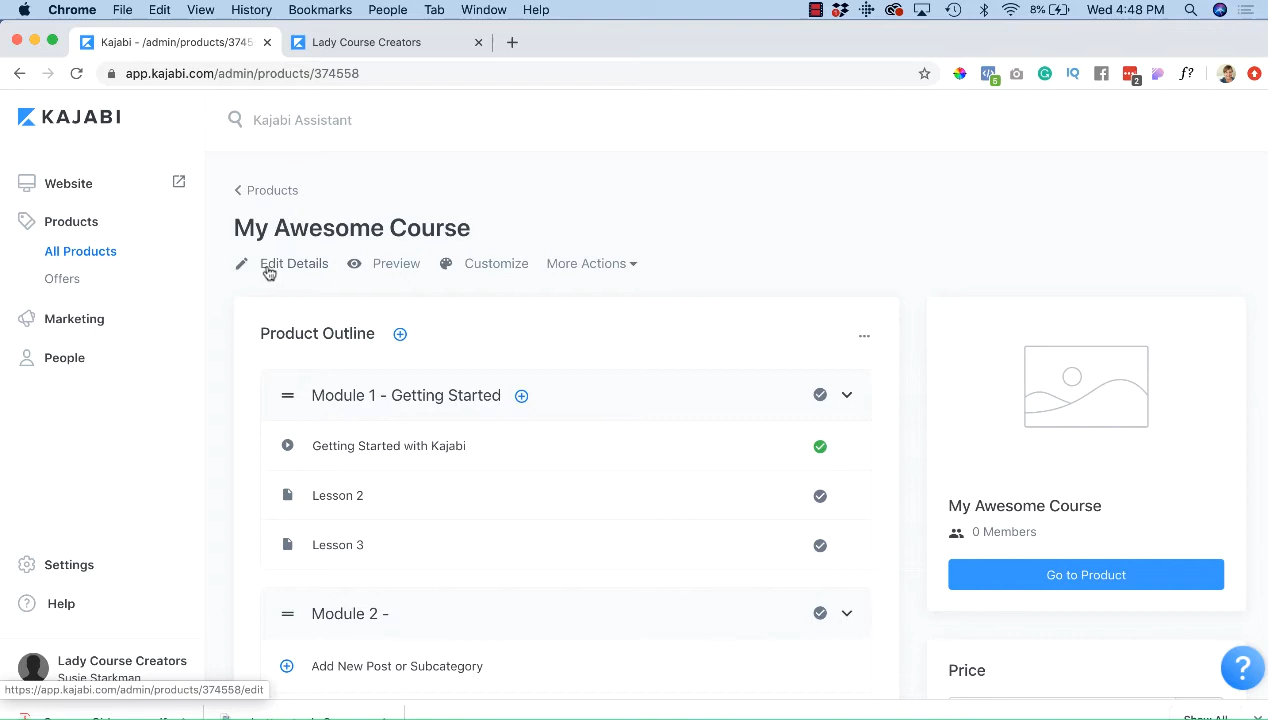 Chrome File Edit View History Bookmarks People Tab Window Help 8% Wed 4:48 PM
Kajabi - /admin/products/3745
Lady Course Creators
app.kajabi.com/admin/products/374558
5
IQ
2
f?
KAJABI
Kajabi Assistant
Website
Products
All Products
Offers
Marketing
People
Settings
Help
Lady Course Creators
Susie Starkman
https://app.kajabi.com/admin/products/374558/edit
Products
My Awesome Course
Edit Details Preview Customize More Actions
Product Outline
Module 1 - Getting Started
Getting Started with Kajabi
Lesson 2
Lesson 3
Module 2 -
Add New Post or Subcategory
My Awesome Course
0 Members
Go to Product
Price
?
Show All